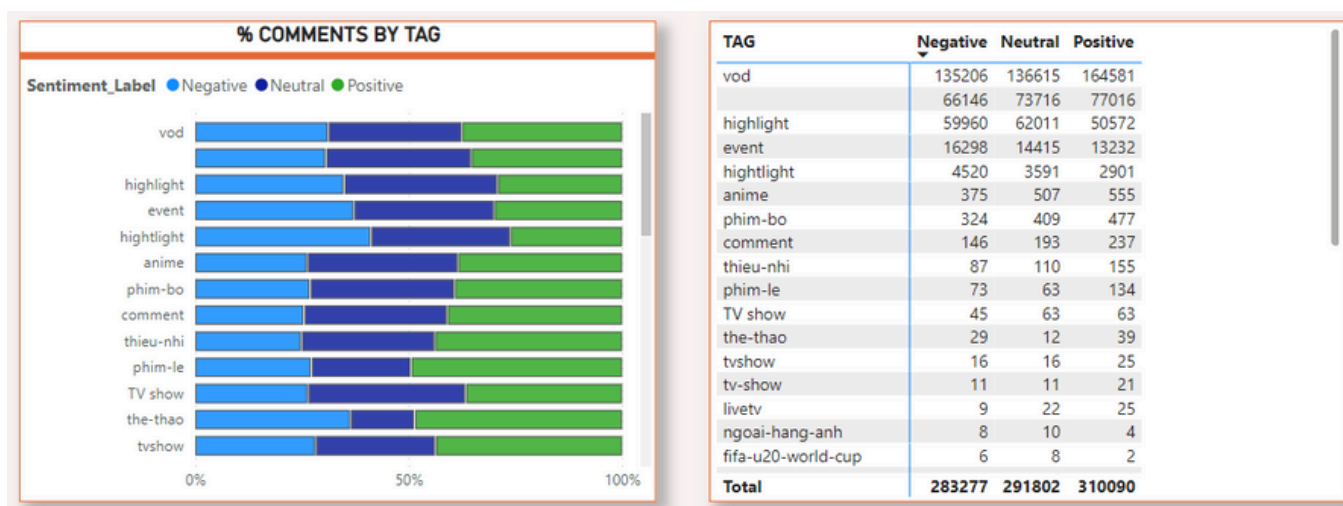 % COMMENTS BY TAG
Sentiment_Label Negative Neutral Positive
vod
highlight
event
hightlight
anime
phim-bo
comment
thieu-nhi
phim-le
TV show
the-thao
tvshow
0% 50% 100%
TAG Negative Neutral Positive
vod 135206 136615 164581
66146 73716 77016
highlight 59960 62011 50572
event 16298 14415 13232
hightlight 4520 3591 2901
anime 375 507 555
phim-bo 324 409 477
comment 146 193 237
thieu-nhi 87 110 155
phim-le 73 63 134
TV show 45 63 63
the-thao 29 12 39
tvshow 16 16 25
tv-show 11 11 21
livetv 9 22 25
ngoai-hang-anh 8 10 4
fifa-u20-world-cup 6 8 2
Total 283277 291802 310090